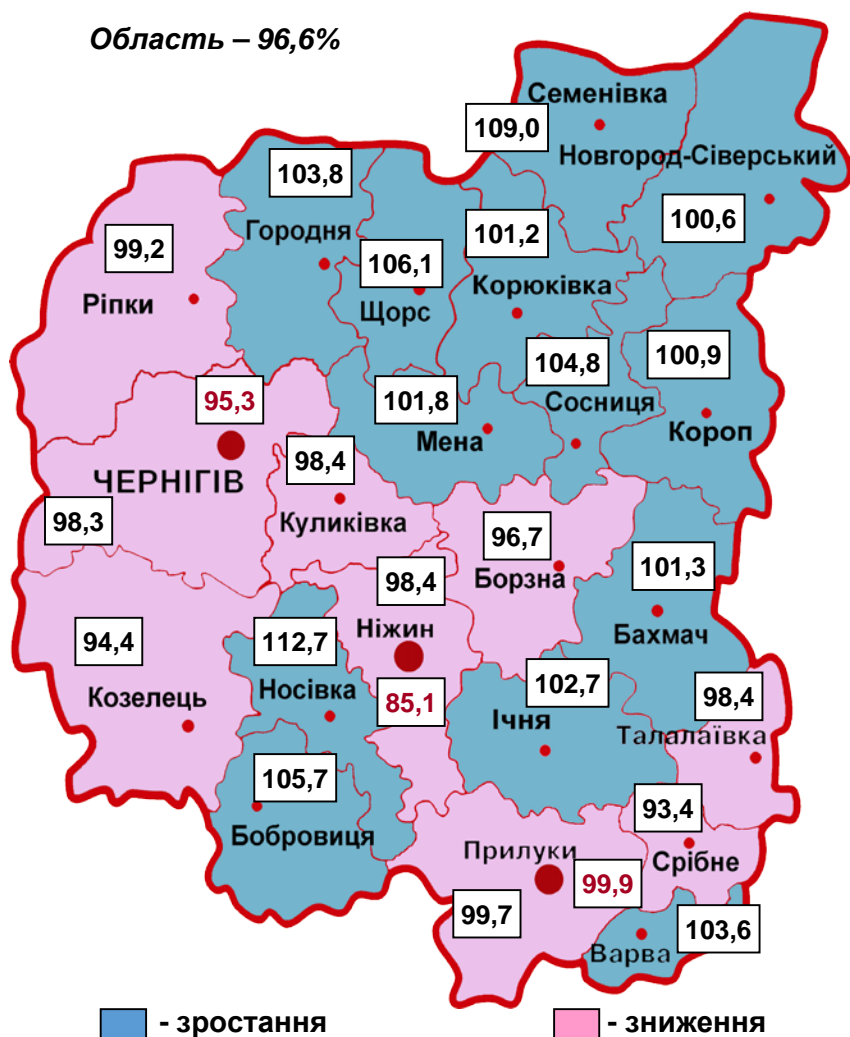 Область – 96,6%
Семенівка
109,0
Новгород-Сіверський
103,8
Городня
101,2
100,6
99,2
106,1
Корюківка
Ріпки
Щорс
104,8
100,9
95,3
101,8
Сосниця
Мена
Короп
98,4
ЧЕРНІГІВ
98,3
Куликівка
96,7
101,3
98,4
Борзна
Бахмач
94,4
112,7
Ніжин
102,7
98,4
Козелець
Носівка
85,1
Ічня
Талалаївка
105,7
93,4
Бобровиця
Прилуки
Срібне
99,9
99,7
103,6
Варва
- зростання
- зниження